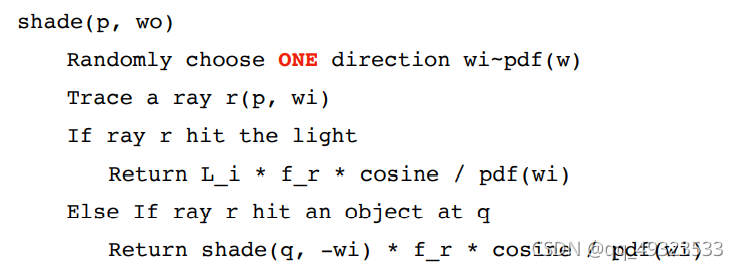 shade(p, wo)
Randomly choose ONE direction wi~pdf(w)
Trace a ray r(p, wi)
If ray r hit the light
Return L_i * f_r * cosine / pdf(wi)
Else If ray r hit an object at q
Return shade(q, -wi) * f_r * cosine / pdf(wi)
CSDN @qq_49323533